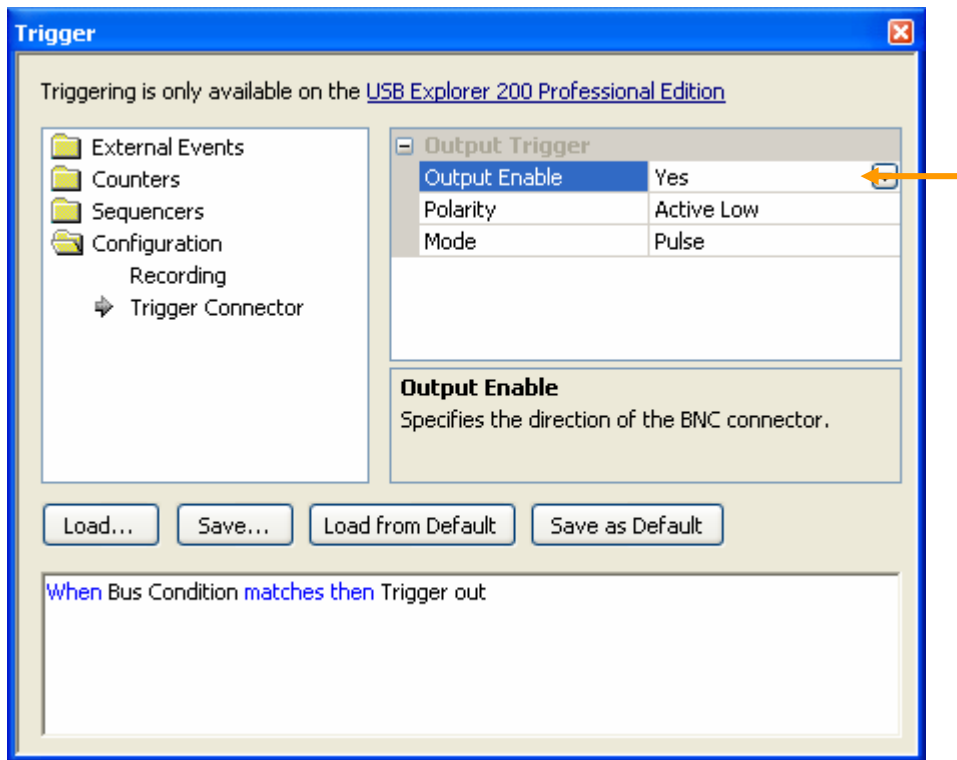 Trigger
Triggering is only available on the USB Explorer 200 Professional Edition
External Events
Counters
Sequencers
Configuration
Recording
Trigger Connector
Output Trigger
Output Enable Yes
Polarity Active Low
Mode Pulse
Output Enable
Specifies the direction of the BNC connector.
Load... Save... Load from Default Save as Default
When Bus Condition matches then Trigger out